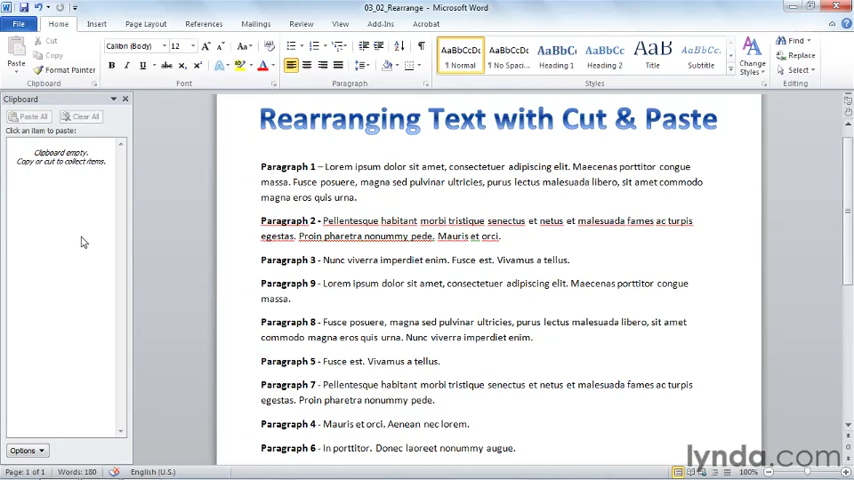 03_02_Rearrange - Microsoft Word
File Home Insert Page Layout References Mailings Review View Add-Ins Acrobat
Paste Cut Copy Format Painter
Calibri (Body) 12
AaBbCcDc AaBbCcDc AaBbCc AaBbCc AaB AaBbCc.
¶ Normal ¶ No Spaci... Heading 1 Heading 2 Title Subtitle
Change Styles
Find Replace Select
Clipboard Font Paragraph Styles Editing
Clipboard
Paste All Clear All
Click an item to paste:
Clipboard empty.
Copy or cut to collect items.
Options
Rearranging Text with Cut & Paste
Paragraph 1 – Lorem ipsum dolor sit amet, consectetuer adipiscing elit. Maecenas porttitor congue
massa. Fusce posuere, magna sed pulvinar ultricies, purus lectus malesuada libero, sit amet commodo
magna eros quis urna.
Paragraph 2 - Pellentesque habitant morbi tristique senectus et netus et malesuada fames ac turpis
egestas. Proin pharetra nonummy pede. Mauris et orci.
Paragraph 3 - Nunc viverra imperdiet enim. Fusce est. Vivamus a tellus.
Paragraph 9 - Lorem ipsum dolor sit amet, consectetuer adipiscing elit. Maecenas porttitor congue
massa.
Paragraph 8 - Fusce posuere, magna sed pulvinar ultricies, purus lectus malesuada libero, sit amet
commodo magna eros quis urna. Nunc viverra imperdiet enim.
Paragraph 5 - Fusce est. Vivamus a tellus.
Paragraph 7 - Pellentesque habitant morbi tristique senectus et netus et malesuada fames ac turpis
egestas. Proin pharetra nonummy pede.
Paragraph 4 - Mauris et orci. Aenean nec lorem.
Paragraph 6 - In porttitor. Donec laoreet nonummy augue.
lynda.com
Page: 1 of 1 Words: 180 English (U.S.) 100%